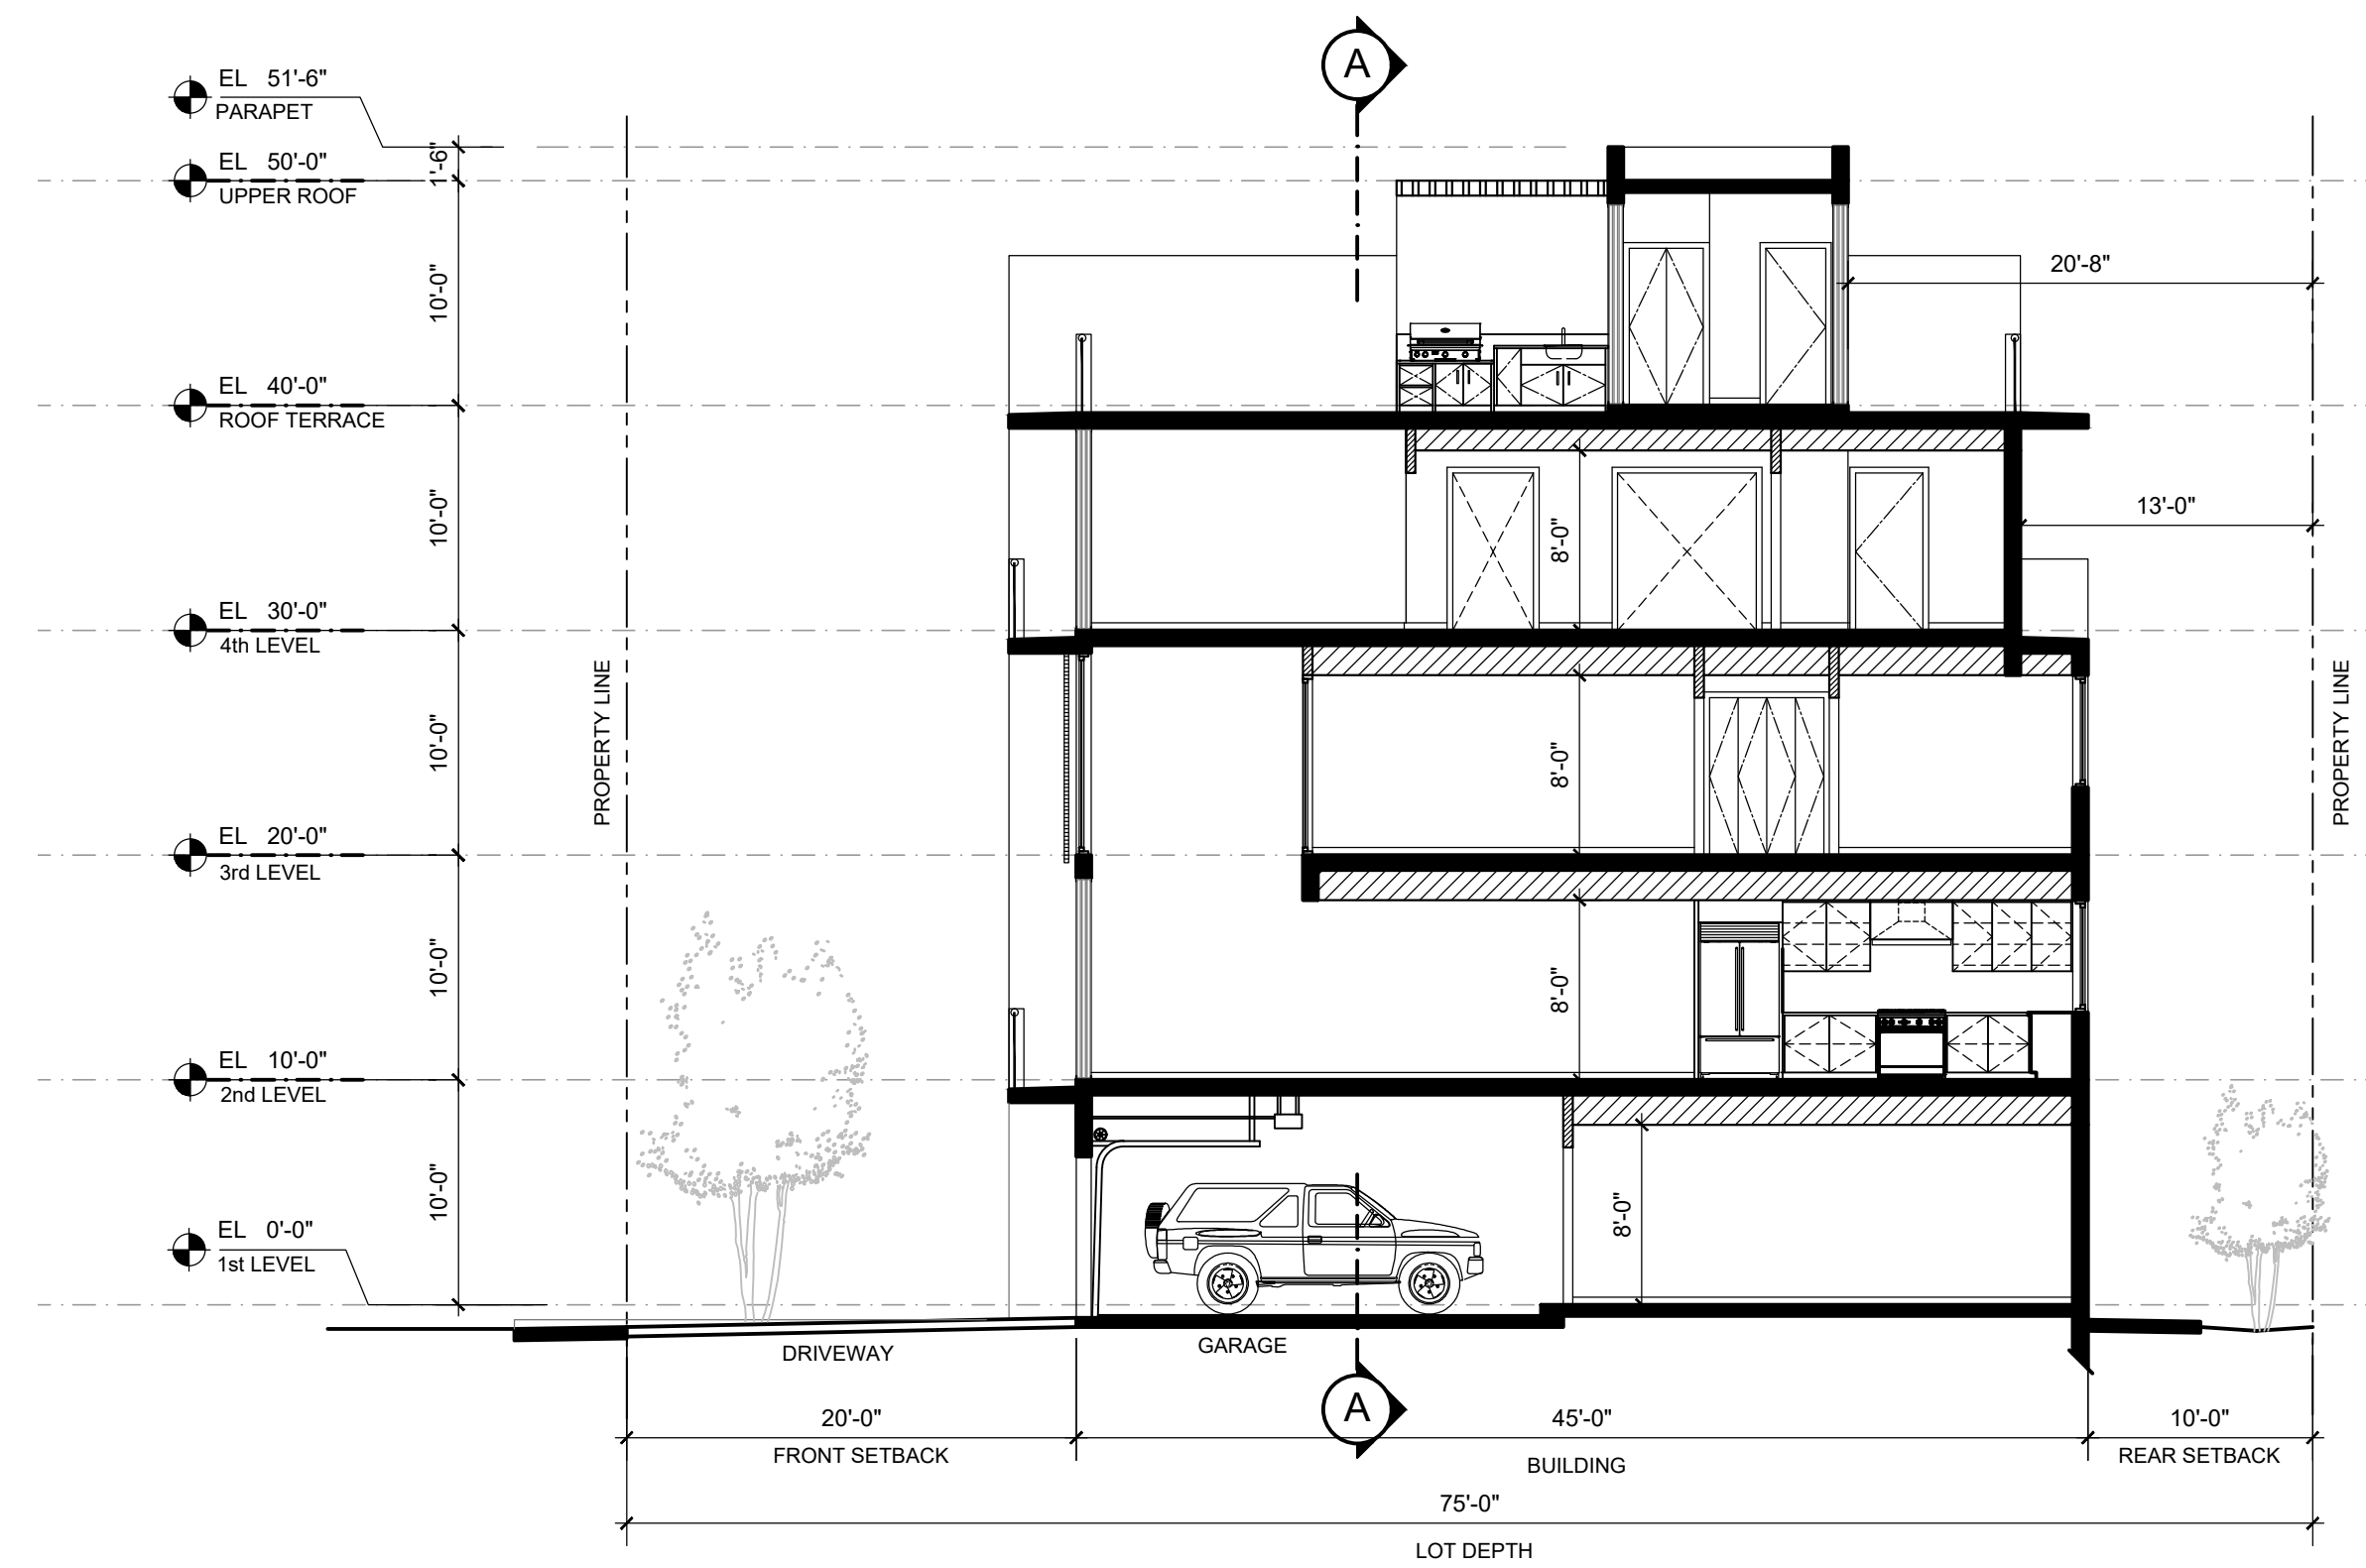 A
EL 51'-6"
PARAPET
1'-6"
EL 50'-0"
UPPER ROOF
10'-0"
20'-8"
EL 40'-0"
ROOF TERRACE
10'-0"
8'-0"
13'-0"
EL 30'-0"
4th LEVEL
PROPERTY LINE
PROPERTY LINE
10'-0"
8'-0"
EL 20'-0"
3rd LEVEL
10'-0"
8'-0"
EL 10'-0"
2nd LEVEL
10'-0"
8'-0"
EL 0'-0"
1st LEVEL
DRIVEWAY
GARAGE
A
20'-0"
45'-0"
10'-0"
FRONT SETBACK
BUILDING
REAR SETBACK
75'-0"
LOT DEPTH